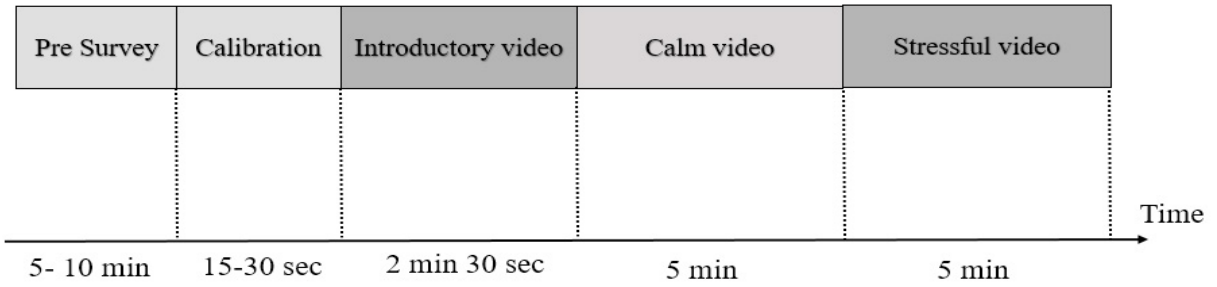 Pre Survey
Calibration
Introductory video
Calm video
Stressful video
Time
5- 10 min
15-30 sec
2 min 30 sec
5 min
5 min